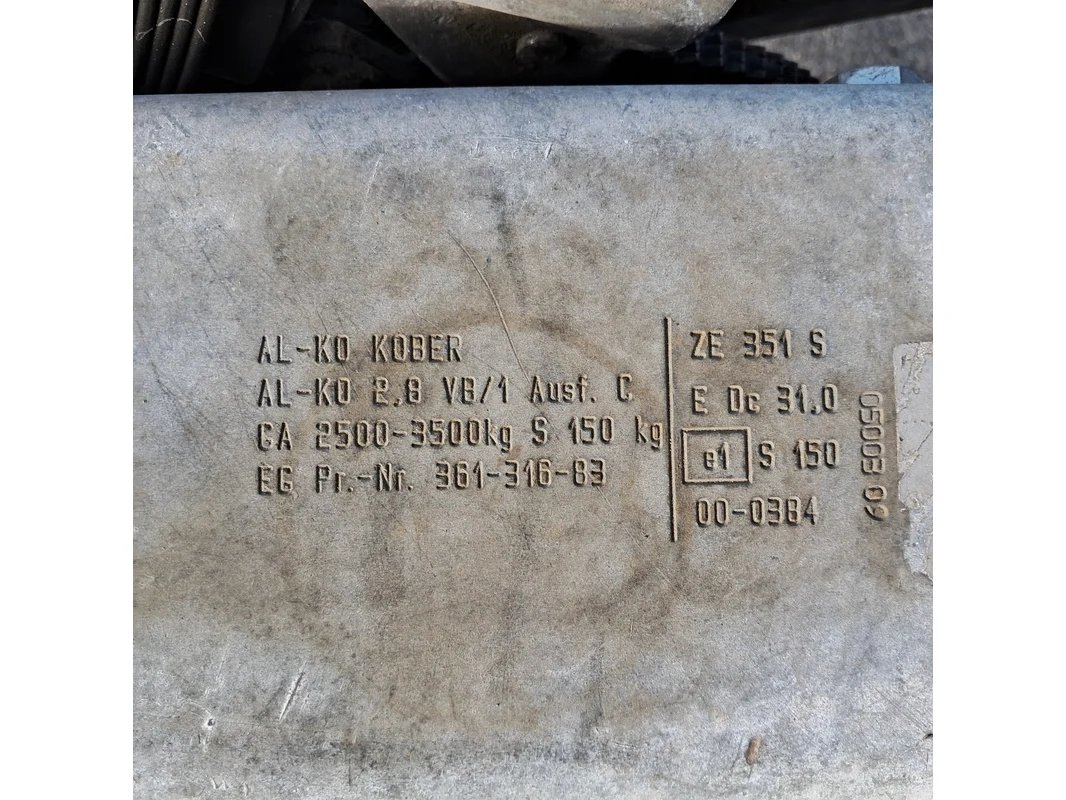 AL-KO KOBER
AL-KO 2,8 VB/1 Ausf. C
GA 2500-3500kg S 150 kg
EG Pr.-Nr. 361-316-83
ZE 351 S
E Dc 31,0
e1 S 150
00-0384
05003 09